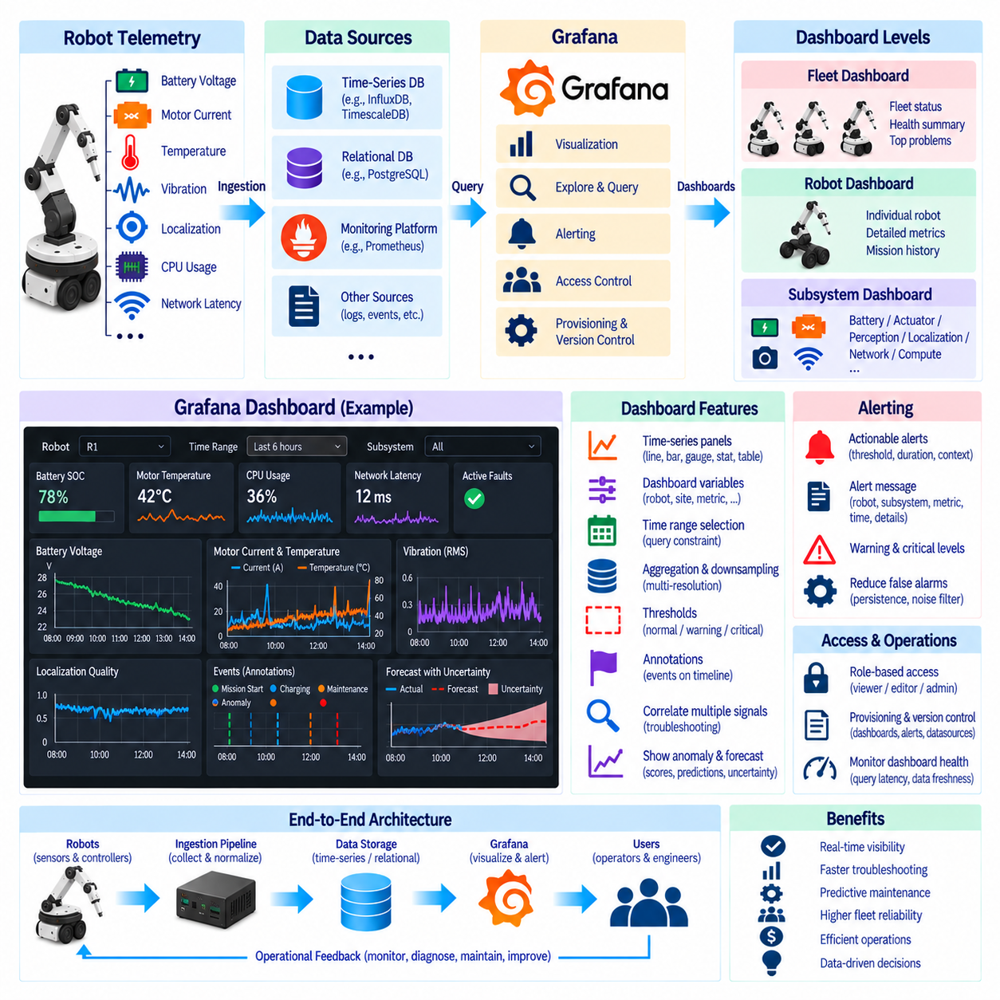 Robot Telemetry
Battery Voltage
Motor Current
Temperature
Vibration
Localization
CPU Usage
Network Latency
...
Ingestion
Data Sources
Time-Series DB
(e.g., InfluxDB,
TimescaleDB)
Relational DB
(e.g., PostgreSQL)
Monitoring Platform
(e.g., Prometheus)
Other Sources
(logs, events, etc.)
...
Query
Grafana
Grafana
Visualization
Explore & Query
Alerting
Access Control
Provisioning &
Version Control
Dashboards
Dashboard Levels
Fleet Dashboard
Fleet status
Health summary
Top problems
Robot Dashboard
Individual robot
Detailed metrics
Mission history
Subsystem Dashboard
Battery / Actuator /
Perception / Localization /
Network / Compute
...
Grafana Dashboard (Example)
Robot R1 Time Range Last 6 hours Subsystem All
Battery SOC
78%
Motor Temperature
42°C
CPU Usage
36%
Network Latency
12 ms
Active Faults
Battery Voltage
V
28
26
24
22
08:00 09:00 10:00 11:00 12:00 13:00 14:00
Motor Current & Temperature
Current (A) Temperature (°C)
40
20
0
80
60
40
20
08:00 10:00 12:00 14:00
Vibration (RMS)
0.6
0.3
0
08:00 10:00 12:00 14:00
Localization Quality
1.0
0.5
0
08:00 10:00 12:00 14:00
Events (Annotations)
Mission Start Charging Maintenance
Anomaly
08:00 10:00 12:00 14:00
Forecast with Uncertainty
Actual Forecast Uncertainty
08:00 10:00 12:00 14:00
Dashboard Features
Time-series panels
(line, bar, gauge, stat, table)
Dashboard variables
(robot, site, metric, ...)
Time range selection
(query constraint)
Aggregation & downsampling
(multi-resolution)
Thresholds
(normal / warning / critical)
Annotations
(events on timeline)
Correlate multiple signals
(troubleshooting)
Show anomaly & forecast
(scores, predictions, uncertainty)
Alerting
Actionable alerts
(threshold, duration, context)
Alert message
(robot, subsystem, metric,
time, details)
Warning & critical levels
Reduce false alarms
(persistence, noise filter)
Access & Operations
Role-based access
(viewer / editor / admin)
Provisioning & version control
(dashboards, alerts, datasources)
Monitor dashboard health
(query latency, data freshness)
End-to-End Architecture
Robots
(sensors & controllers)
Ingestion Pipeline
(collect & normalize)
Data Storage
(time-series / relational)
Grafana
(visualize & alert)
Users
(operators & engineers)
Operational Feedback (monitor, diagnose, maintain, improve)
Benefits
Real-time visibility
Faster troubleshooting
Predictive maintenance
Higher fleet reliability
$
Efficient operations
Data-driven decisions